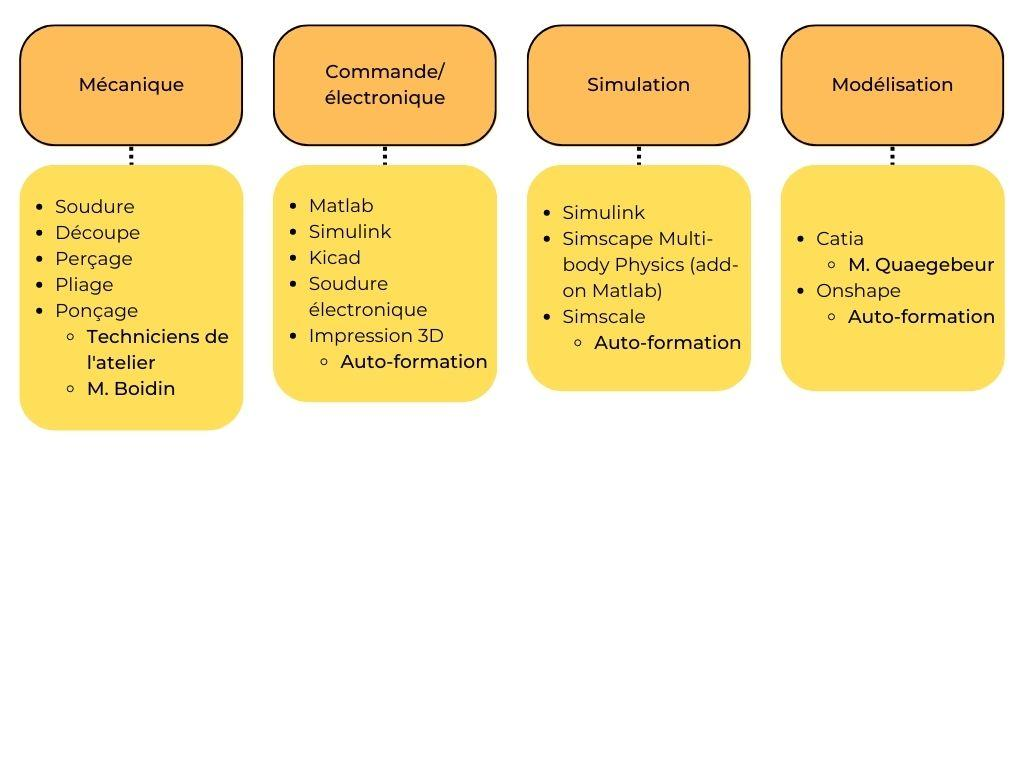 Mécanique
Soudure
Découpe
Perçage
Pliage
Ponçage
Techniciens de
l'atelier
M. Boidin
Commande/
électronique
Matlab
Simulink
Kicad
Soudure
électronique
Impression 3D
Auto-formation
Simulation
Simulink
Simscape Multi-
body Physics (add-
on Matlab)
Simscale
Auto-formation
Modélisation
Catia
M. Quaegebeur
Onshape
Auto-formation